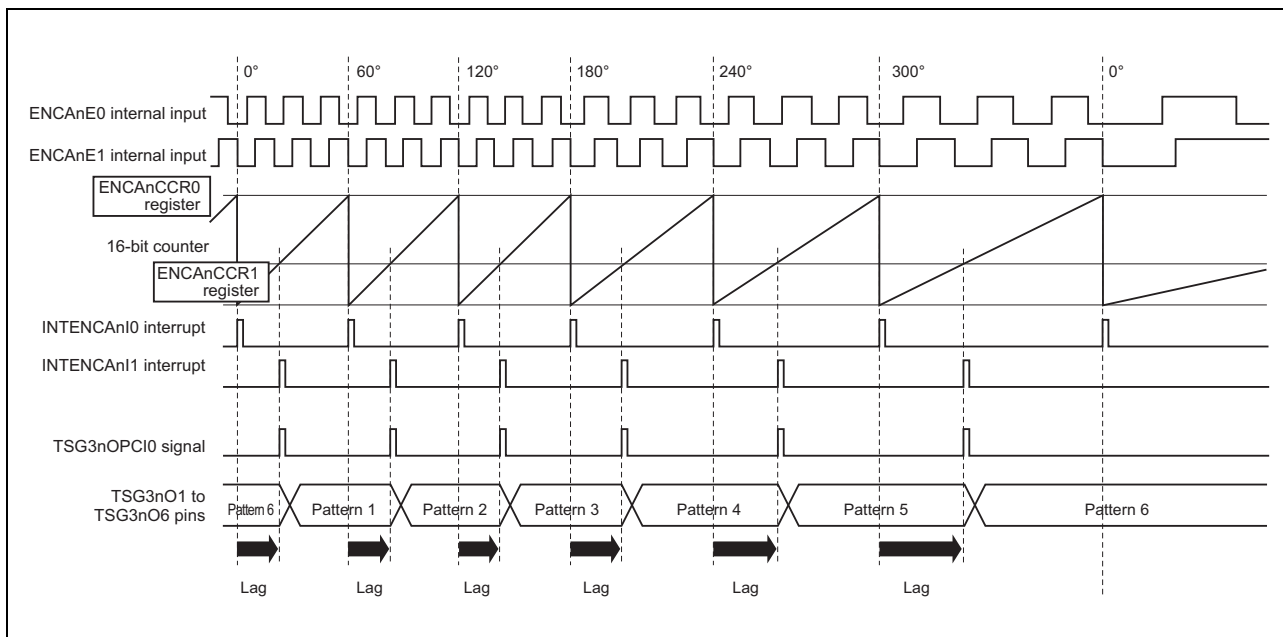 0° 60° 120° 180° 240° 300° 0°
ENCAnE0 internal input
ENCAnE1 internal input
ENCAnCCR0
register
16-bit counter
ENCAnCCR1
register
INTENCAnI0 interrupt
INTENCAnI1 interrupt
TSG3nOPCI0 signal
TSG3nO1 to
TSG3nO6 pins
Pattern 6 Pattern 1 Pattern 2 Pattern 3 Pattern 4 Pattern 5 Pattern 6
Lag Lag Lag Lag Lag Lag